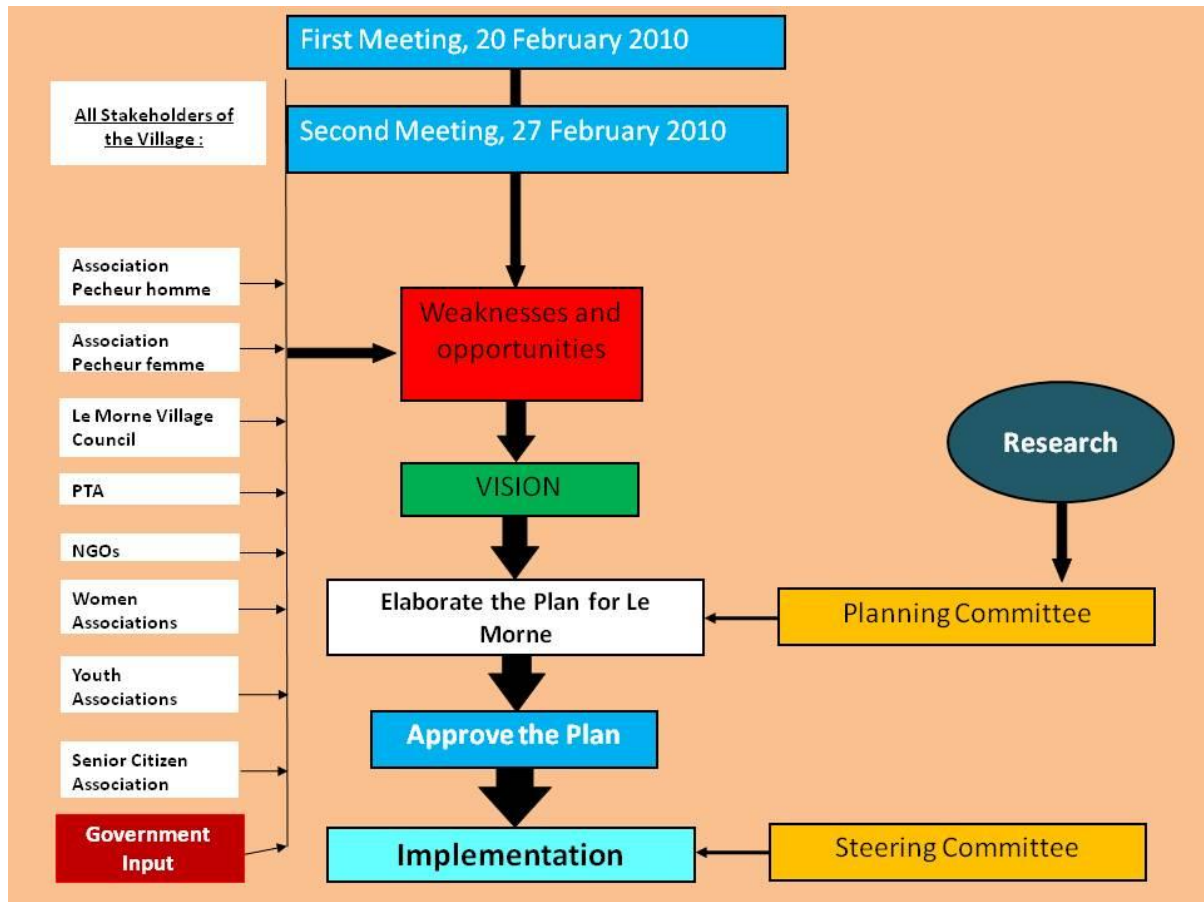 First Meeting, 20 February 2010
All Stakeholders of
the Village :
Second Meeting, 27 February 2010
Association
Pecheur homme
Association
Pecheur femme
Le Morne Village
Council
PTA
NGOs
Women
Associations
Youth
Associations
Senior Citizen
Association
Government
Input
Weaknesses and
opportunities
VISION
Elaborate the Plan for Le
Morne
Approve the Plan
Implementation
Research
Planning Committee
Steering Committee